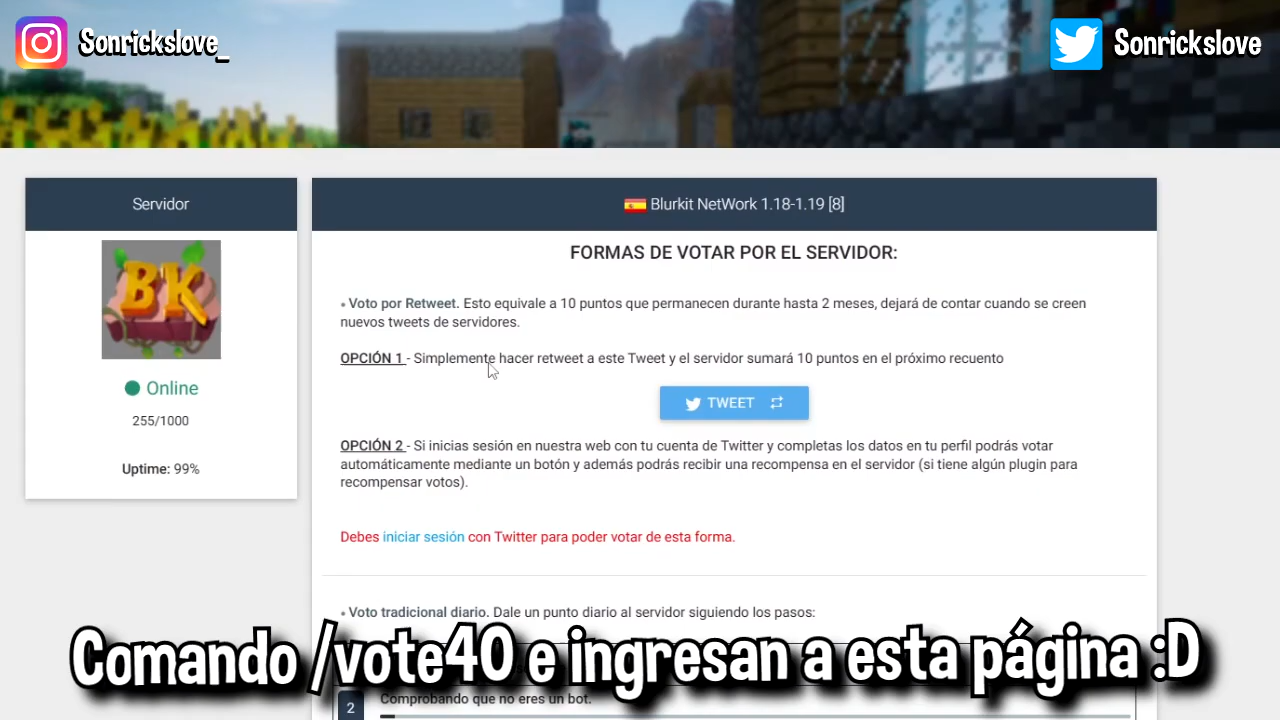 Sonrickslove_
Sonrickslove
Servidor
BK
Online
255/1000
Uptime: 99%
Blurkit NetWork 1.18-1.19 [8]
FORMAS DE VOTAR POR EL SERVIDOR:
• Voto por Retweet. Esto equivale a 10 puntos que permanecen durante hasta 2 meses, dejará de contar cuando se creen
nuevos tweets de servidores.
OPCIÓN 1 - Simplemente hacer retweet a este Tweet y el servidor sumará 10 puntos en el próximo recuento
TWEET
OPCIÓN 2 - Si inicias sesión en nuestra web con tu cuenta de Twitter y completas los datos en tu perfil podrás votar
automáticamente mediante un botón y además podrás recibir una recompensa en el servidor (si tiene algún plugin para
recompensar votos).
Debes iniciar sesión con Twitter para poder votar de esta forma.
• Voto tradicional diario. Dale un punto diario al servidor siguiendo los pasos:
Comando /vote40 e ingresan a esta página :D
2 Comprobando que no eres un bot.